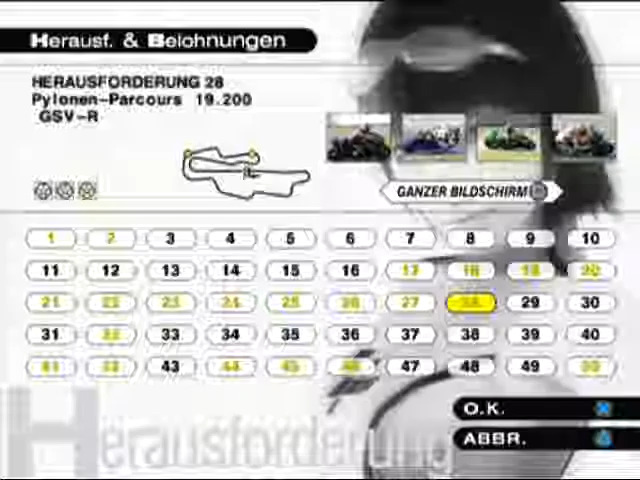 Herausf. & Belohnungen
HERAUSFORDERUNG 28
Pylonen-Parcours 19.200
GSV-R
GANZER BILDSCHIRM
1 2 3 4 5 6 7 8 9 10
11 12 13 14 15 16 17 18 19 20
21 22 23 24 25 26 27 28 29 30
31 32 33 34 35 36 37 38 39 40
41 42 43 44 45 46 47 48 49 50
O.K.
ABBR.
Herausforderung